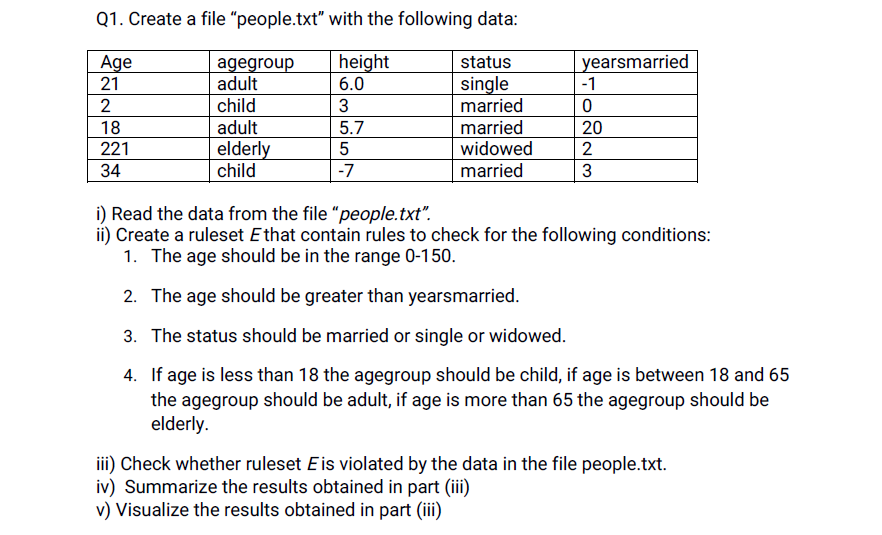 Q1. Create a file “people.txt” with the following data:
Age agegroup height status yearsmarried
21 adult 6.0 single -1
2 child 3 married 0
18 adult 5.7 married 20
221 elderly 5 widowed 2
34 child -7 married 3
i) Read the data from the file “people.txt”.
ii) Create a ruleset E that contain rules to check for the following conditions:
1. The age should be in the range 0-150.
2. The age should be greater than yearsmarried.
3. The status should be married or single or widowed.
4. If age is less than 18 the agegroup should be child, if age is between 18 and 65
the agegroup should be adult, if age is more than 65 the agegroup should be
elderly.
iii) Check whether ruleset E is violated by the data in the file people.txt.
iv) Summarize the results obtained in part (iii)
v) Visualize the results obtained in part (iii)